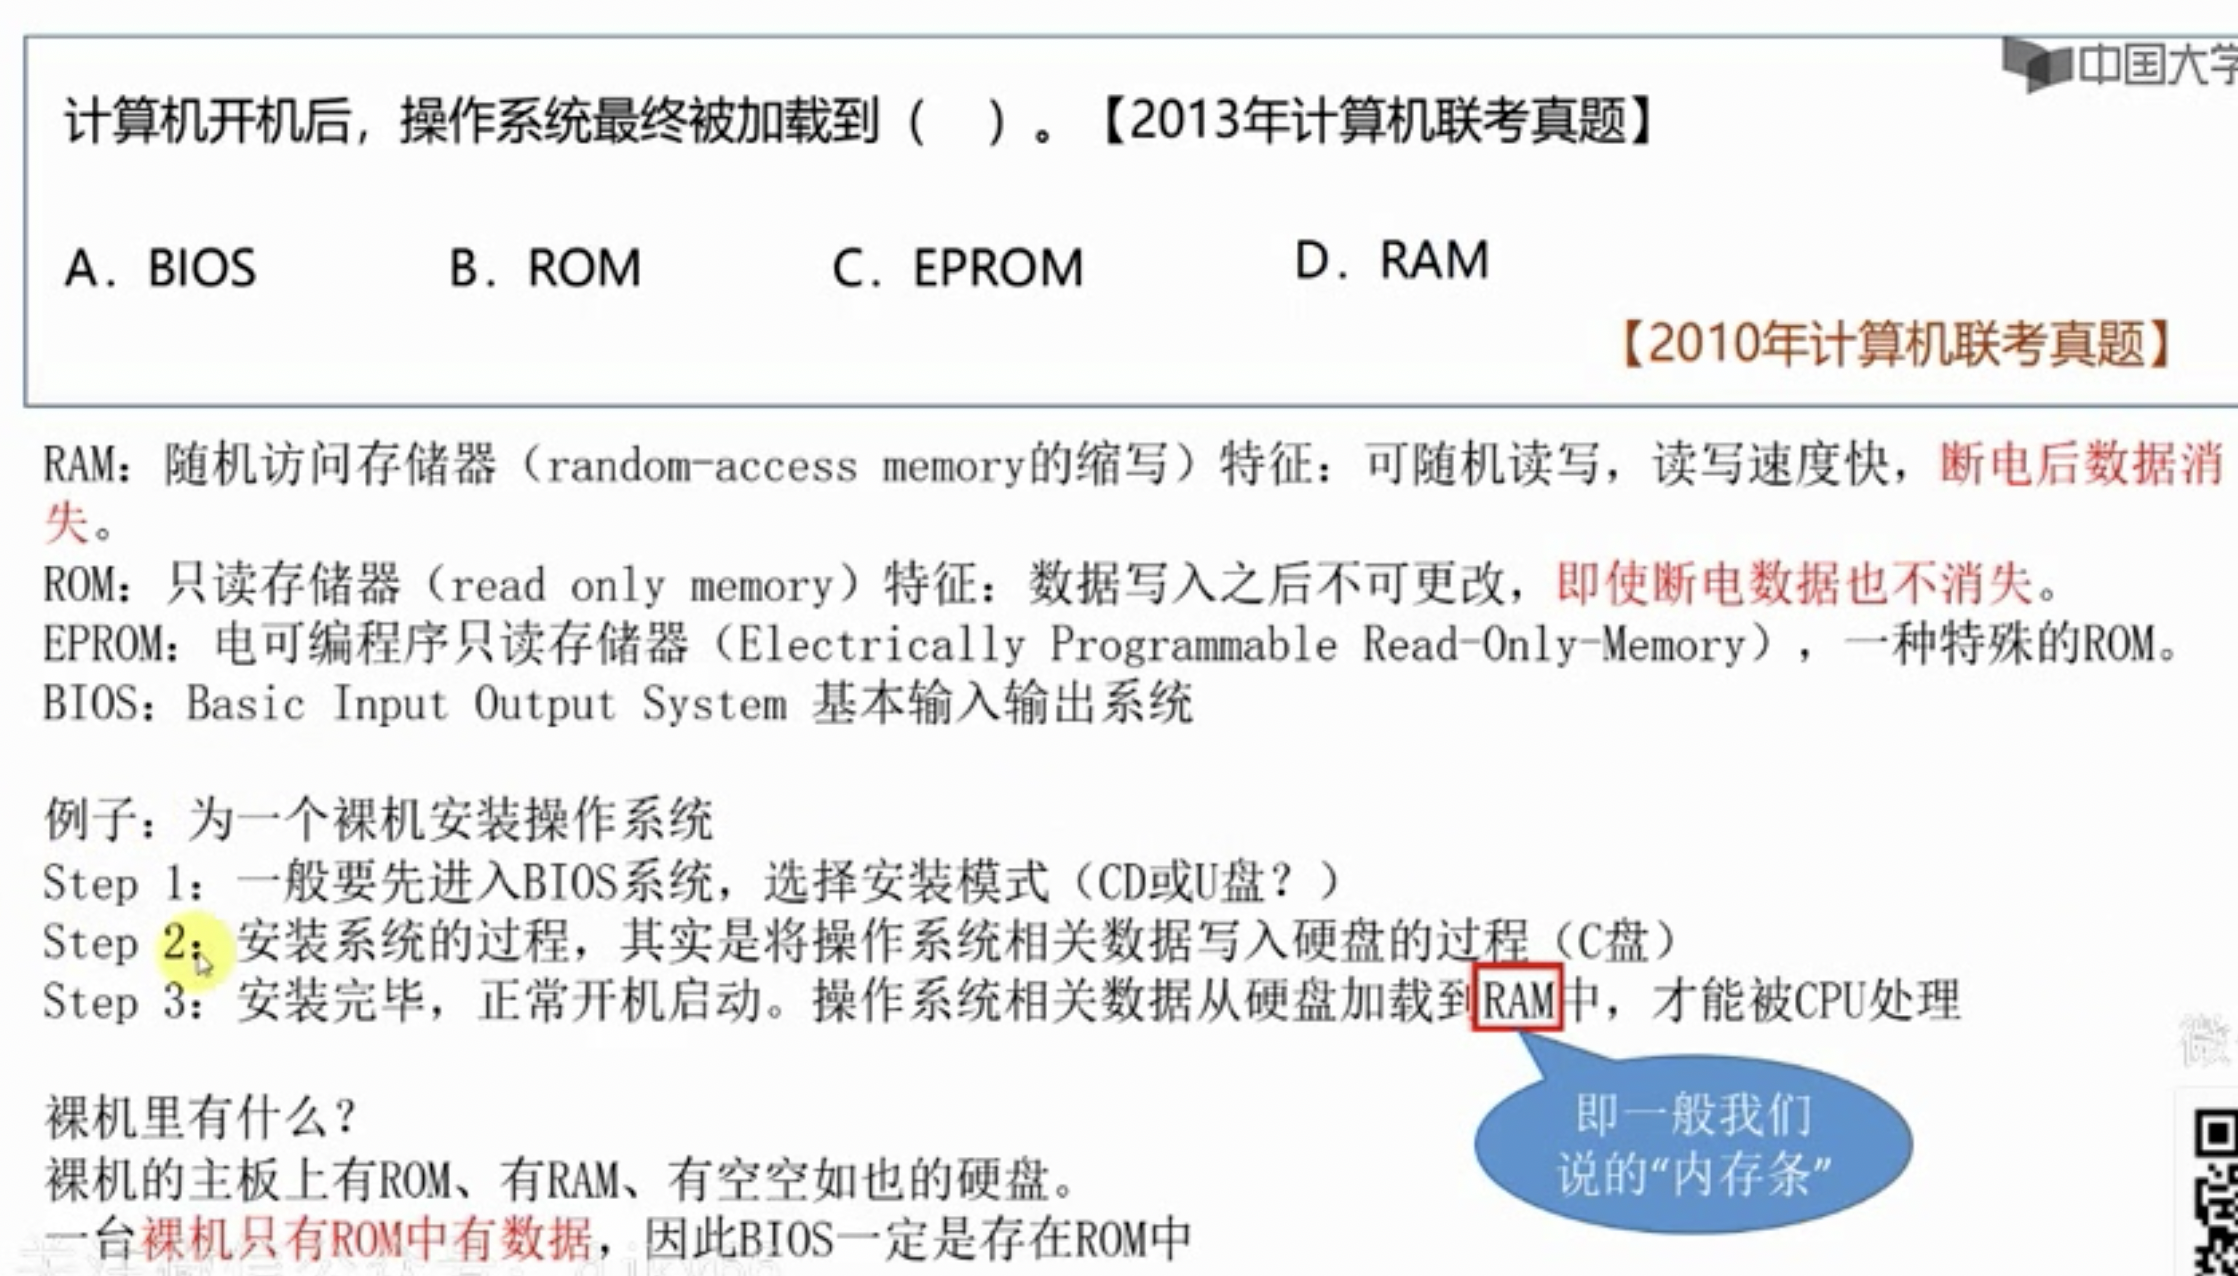 中国大学
计算机开机后，操作系统最终被加载到（　）。【2013年计算机联考真题】
A. BIOS B. ROM C. EPROM D. RAM
【2010年计算机联考真题】
RAM：随机访问存储器（random-access memory的缩写）特征：可随机读写，读写速度快，断电后数据消
失。
ROM：只读存储器（read only memory）特征：数据写入之后不可更改，即使断电数据也不消失。
EPROM：电可编程序只读存储器（Electrically Programmable Read-Only-Memory），一种特殊的ROM。
BIOS：Basic Input Output System 基本输入输出系统
例子：为一个裸机安装操作系统
Step 1：一般要先进入BIOS系统，选择安装模式（CD或U盘？）
Step 2：安装系统的过程，其实是将操作系统相关数据写入硬盘的过程（C盘）
Step 3：安装完毕，正常开机启动。操作系统相关数据从硬盘加载到RAM中，才能被CPU处理
即一般我们
说的“内存条”
裸机里有什么？
裸机的主板上有ROM、有RAM、有空空如也的硬盘。
一台裸机只有ROM中有数据，因此BIOS一定是存在ROM中
微